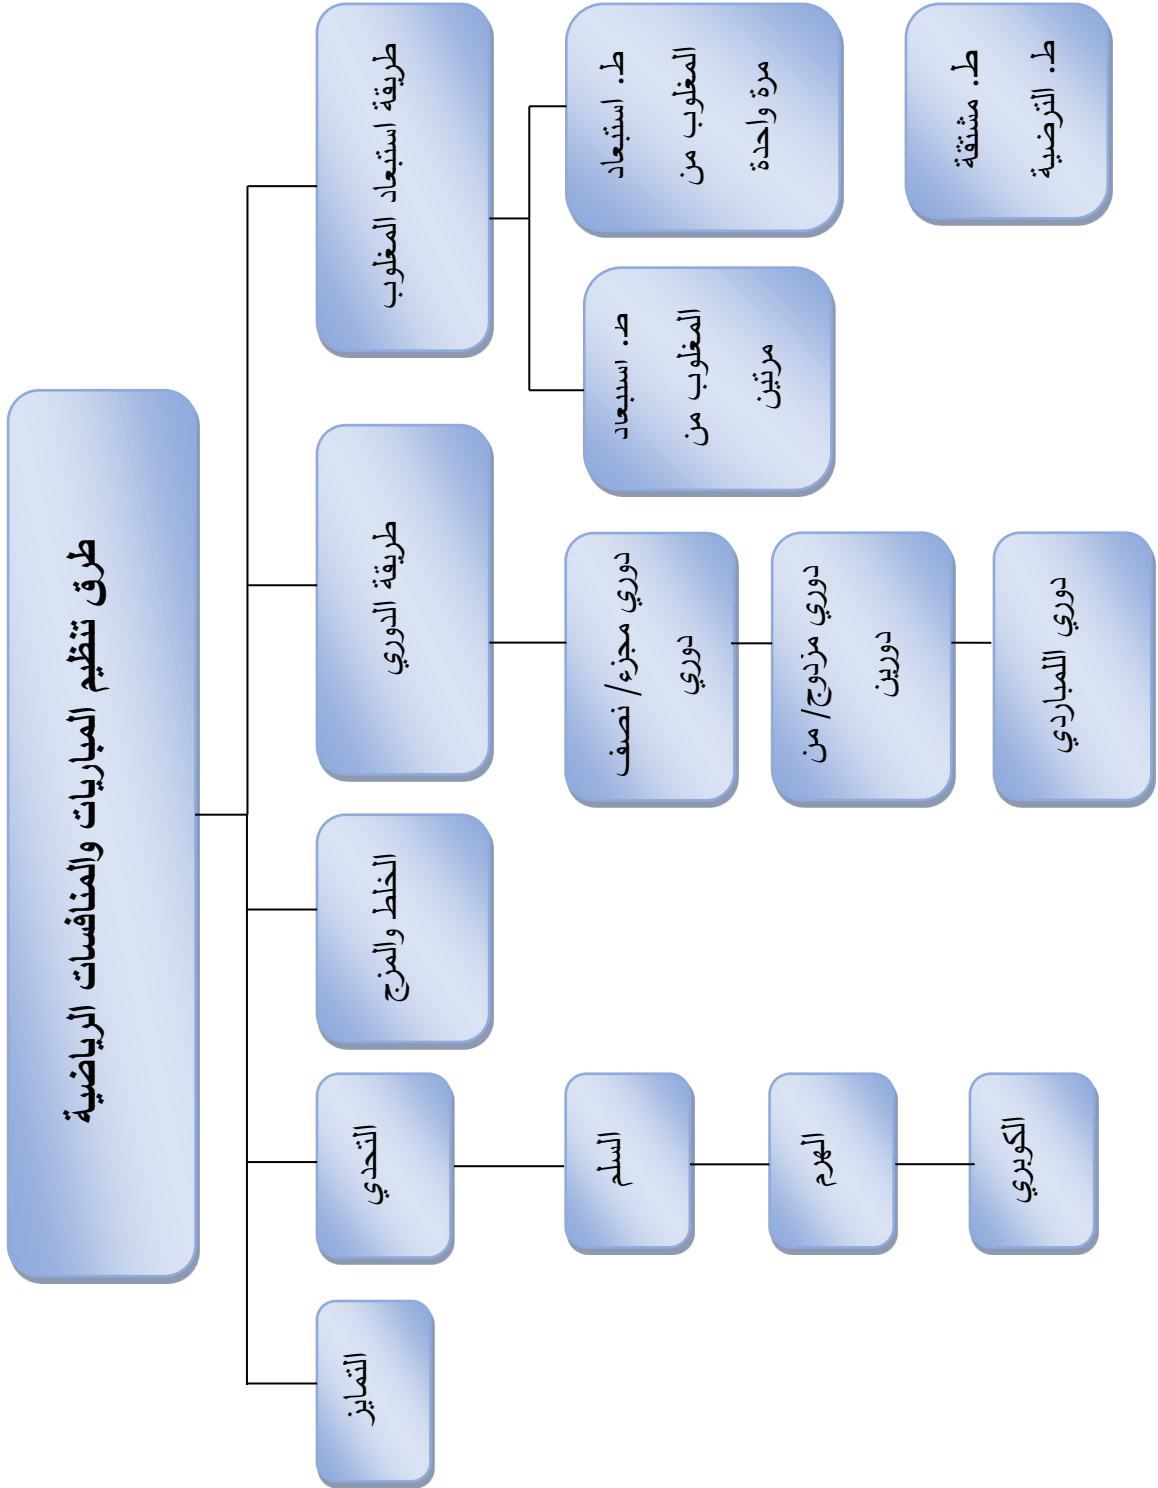 طرق تنظيم المباريات والمنافسات الرياضية
طريقة استبعاد المغلوب
طريقة الدوري
الخلط والمزج
التحدي
التمايز
ط. استبعاد
المغلوب من
مرة واحدة
ط. استبعاد
المغلوب من
مرتين
ط. مشتقة
ط. الترضية
دوري مجزء/ نصف
دوري
دوري مزدوج/ من
دورين
دوري اللمباردي
السلم
الهرم
الكوبري